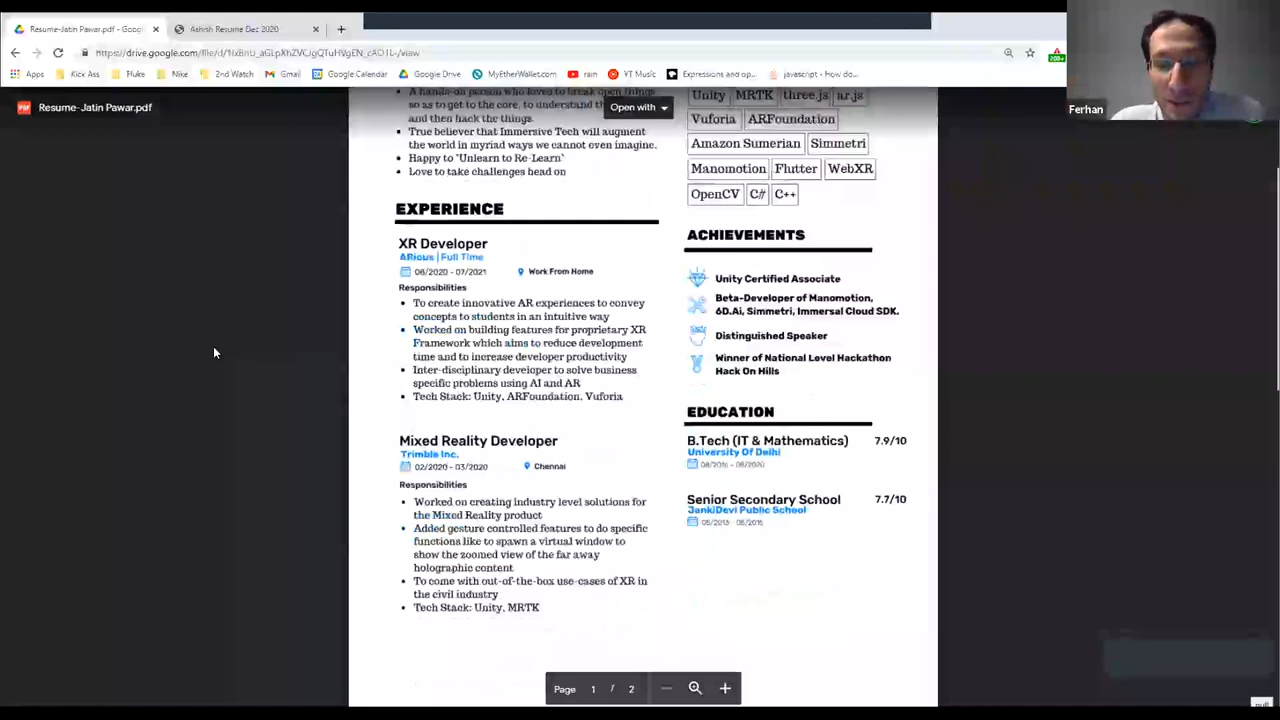 Resume-Jatin Pawar.pdf - Goog
Ashish Resume Dec 2020
Apps
Kick Ass
Fluke
Nike
2nd Watch
Gmail
Google Calendar
Google Drive
MyEtherWallet.com
rain
YT Music
Expressions and op...
javascript - How do...
Ferhan
Resume-Jatin Pawar.pdf
Open with
A hands-on person who loves to break open things
so as to get to the core, to understand th
and then hack the things.
True believer that Immersive Tech will augment
the world in myriad ways we cannot even imagine.
Happy to "Unlearn to Re-Learn"
Love to take challenges head on
EXPERIENCE
XR Developer
ARious | Full Time
08/2020 - 07/2021 Work From Home
Responsibilities
To create innovative AR experiences to convey
concepts to students in an intuitive way
Worked on building features for proprietary XR
Framework which aims to reduce development
time and to increase developer productivity
Inter-disciplinary developer to solve business
specific problems using AI and AR
Tech Stack: Unity, ARFoundation, Vuforia
Mixed Reality Developer
Trimble Inc.
02/2020 - 03/2020 Chennai
Responsibilities
Worked on creating industry level solutions for
the Mixed Reality product
Added gesture controlled features to do specific
functions like to spawn a virtual window to
show the zoomed view of the far away
holographic content
To come with out-of-the-box use-cases of XR in
the civil industry
Tech Stack: Unity, MRTK
Unity MRTK three.js ar.js
Vuforia ARFoundation
Amazon Sumerian Simmetri
Manomotion Flutter WebXR
OpenCV C# C++
ACHIEVEMENTS
Unity Certified Associate
Beta-Developer of Manomotion,
6D.Ai, Simmetri, Immersal Cloud SDK.
Distinguished Speaker
Winner of National Level Hackathon
Hack On Hills
EDUCATION
B.Tech (IT & Mathematics) 7.9/10
University Of Delhi
Senior Secondary School 7.7/10
JankiDevi Public School
Page 1 / 2
null